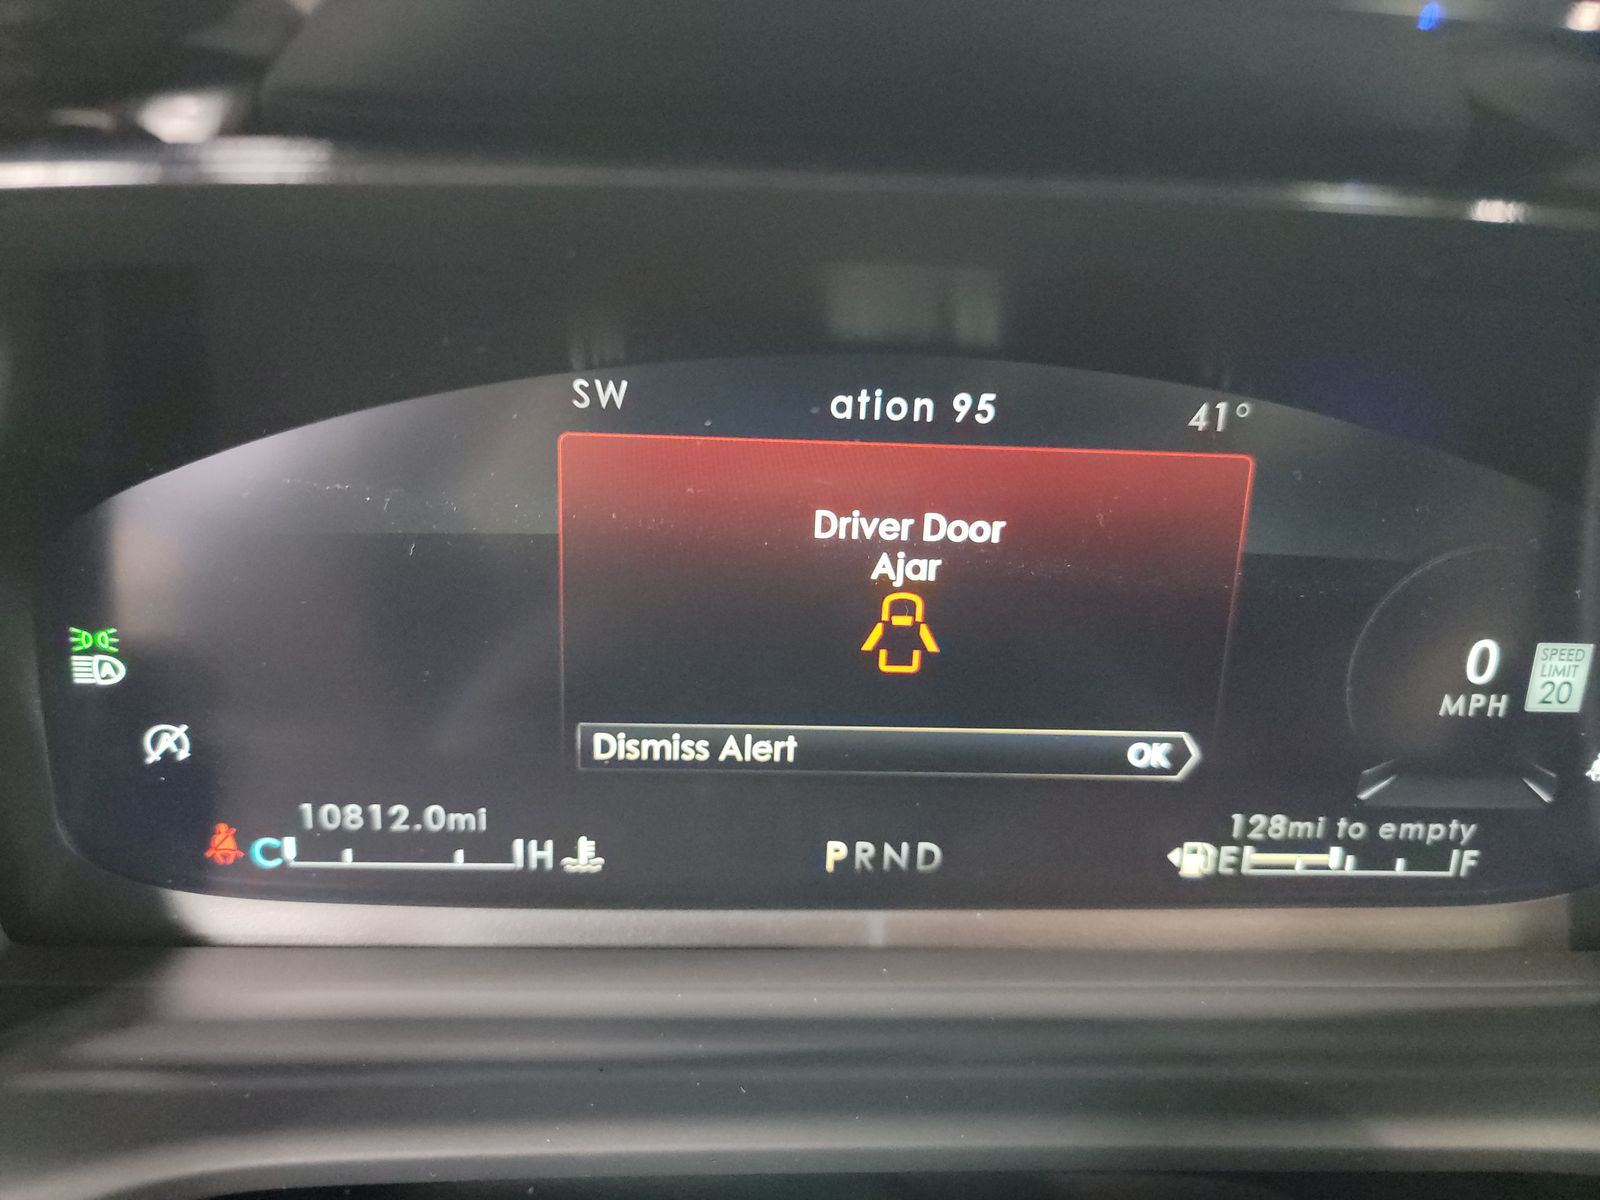 SW
ation 95
41°
Driver Door
Ajar
Dismiss Alert
OK
0
MPH
SPEED
LIMIT
20
A
A
10812.0mi
C
H
PRND
128mi to empty
E
F